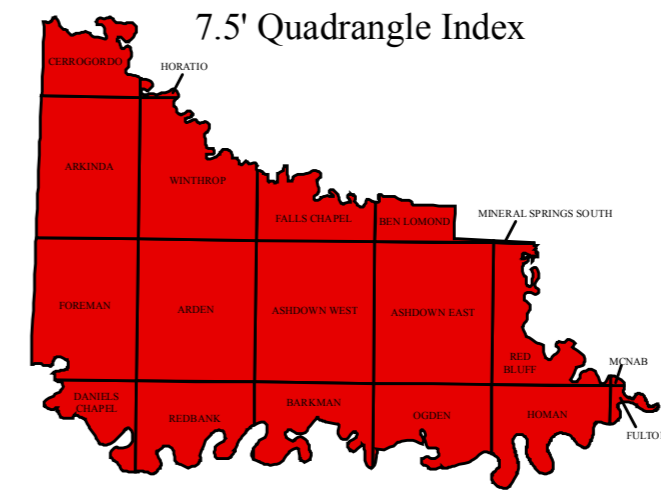 7.5' Quadrangle Index
CERROGORDO
HORATIO
ARKINDA
WINTHROP
FALLS CHAPEL
BEN LOMOND
MINERAL SPRINGS SOUTH
FOREMAN
ARDEN
ASHDOWN WEST
ASHDOWN EAST
RED
BLUFF
MCNAB
DANIELS
CHAPEL
REDBANK
BARKMAN
OGDEN
HOMAN
FULTO